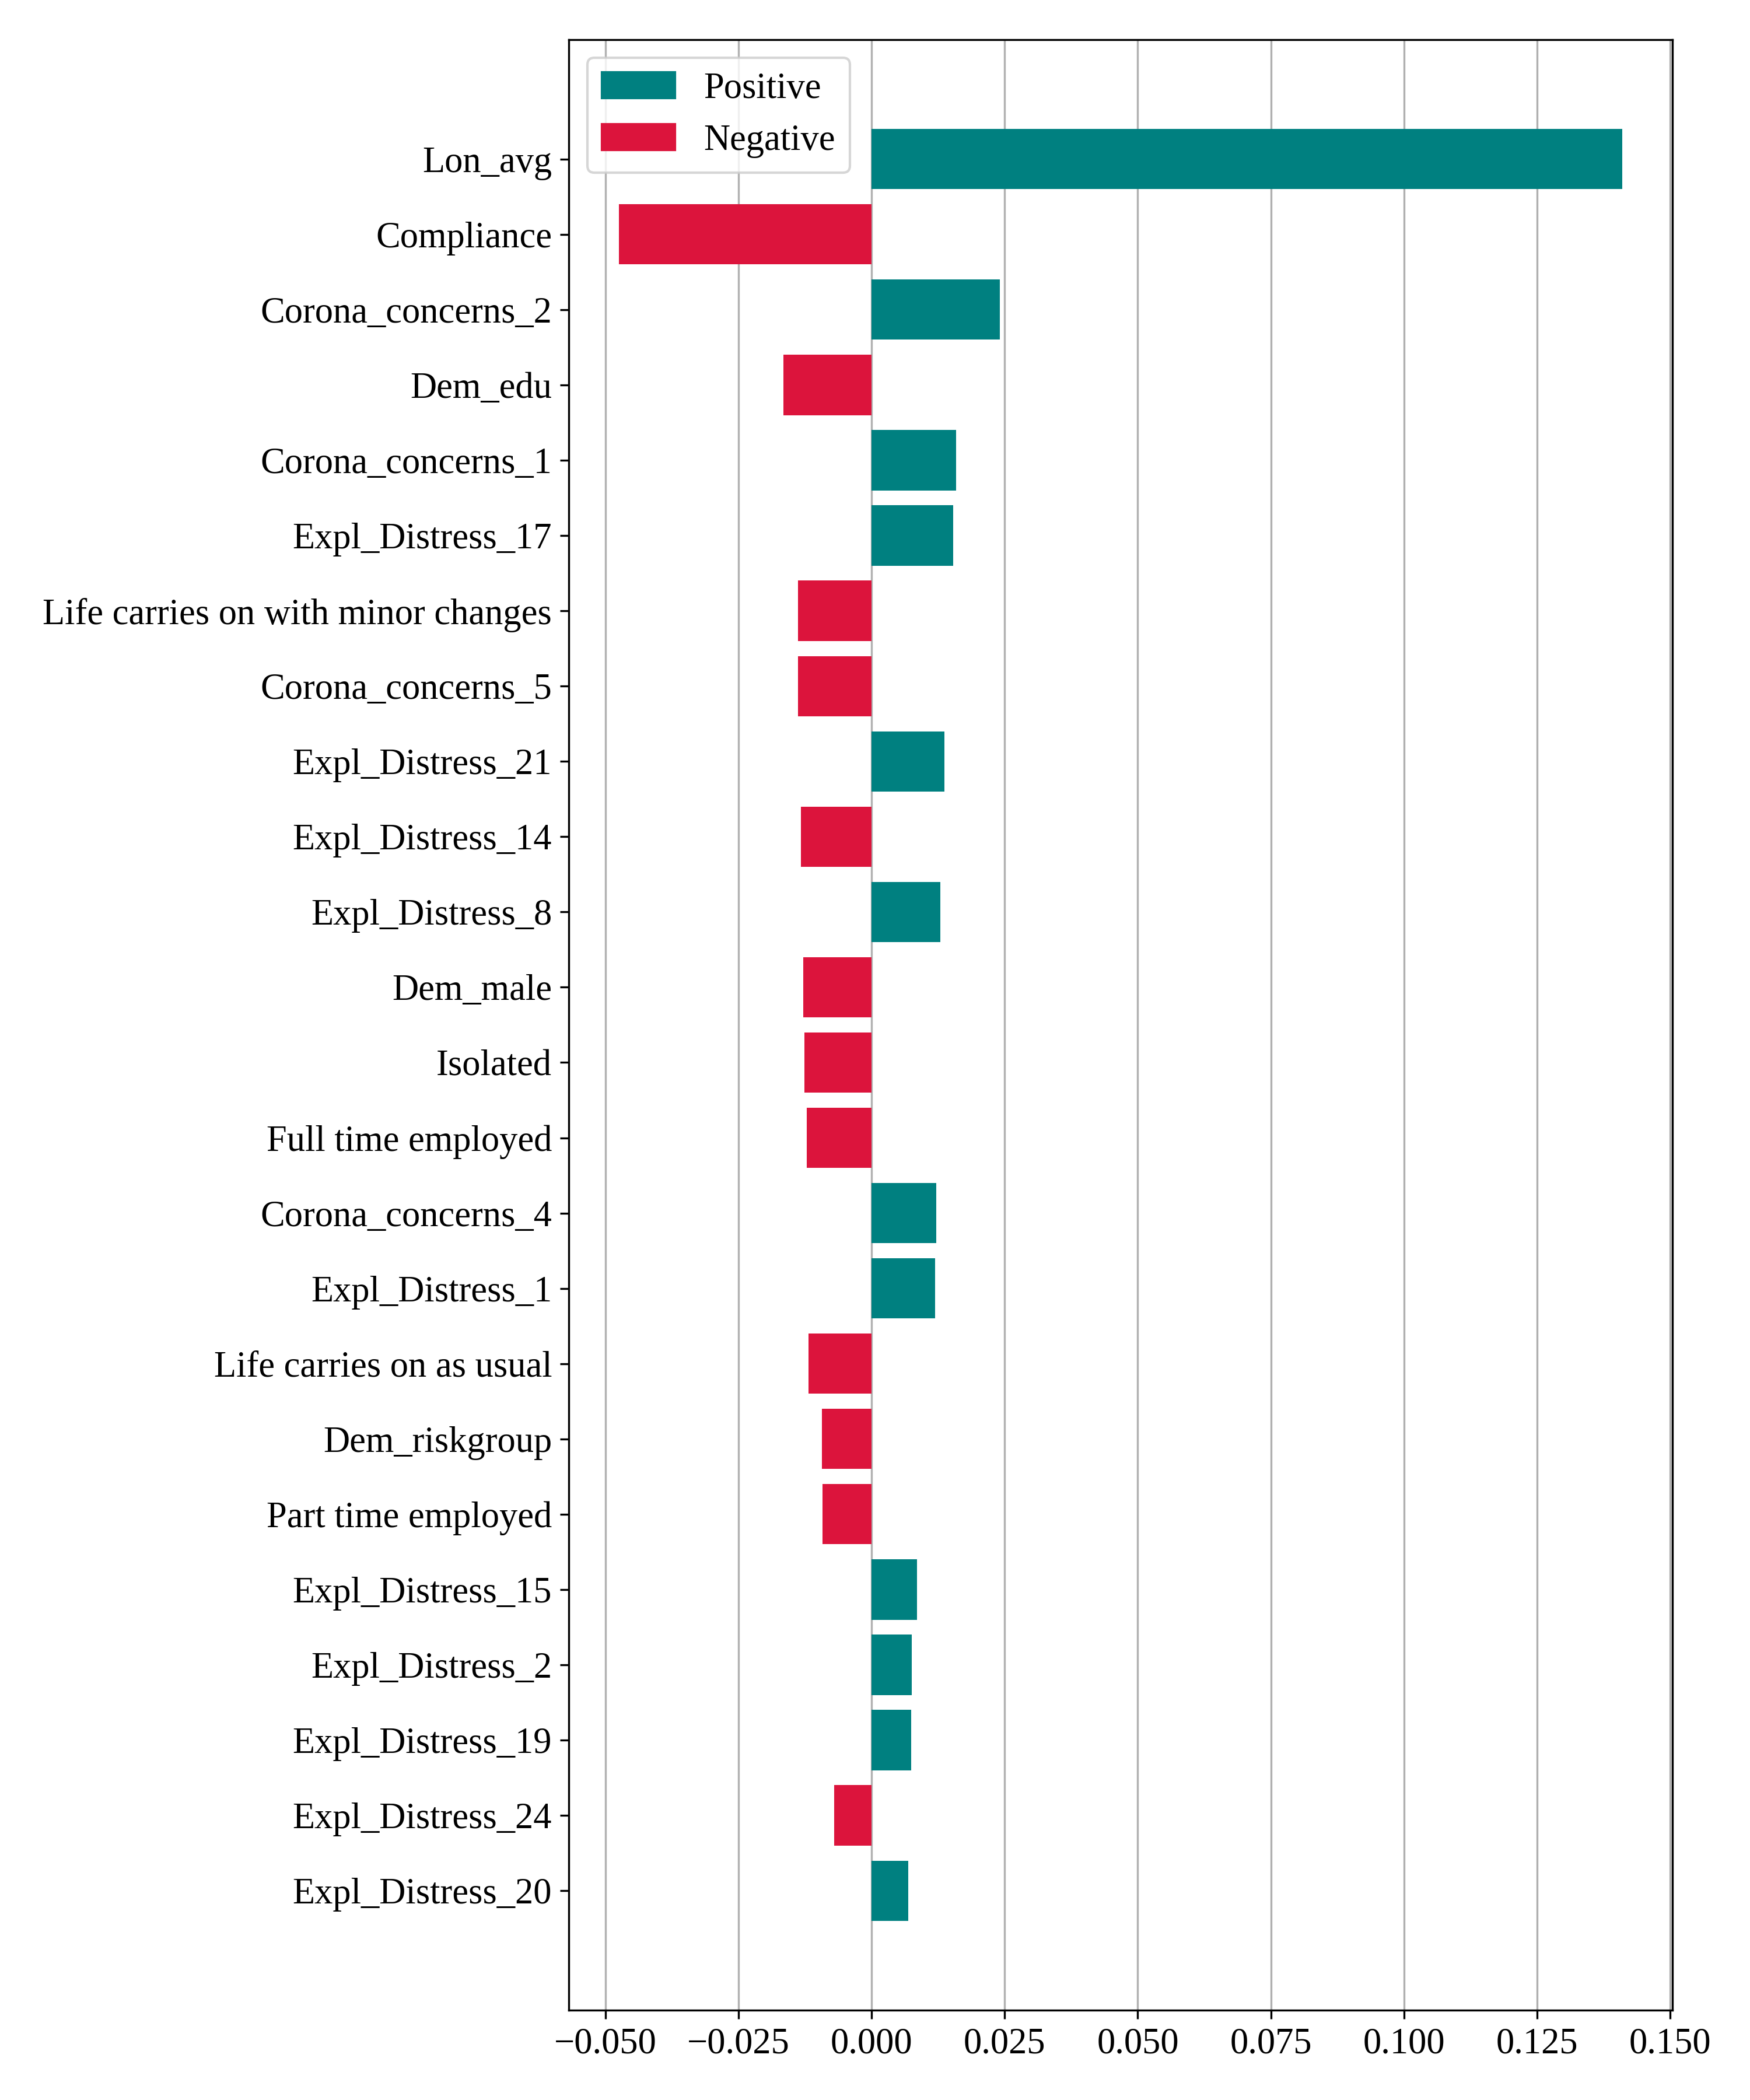 Positive
Negative
Lon_avg
Compliance
Corona_concerns_2
Dem_edu
Corona_concerns_1
Expl_Distress_17
Life carries on with minor changes
Corona_concerns_5
Expl_Distress_21
Expl_Distress_14
Expl_Distress_8
Dem_male
Isolated
Full time employed
Corona_concerns_4
Expl_Distress_1
Life carries on as usual
Dem_riskgroup
Part time employed
Expl_Distress_15
Expl_Distress_2
Expl_Distress_19
Expl_Distress_24
Expl_Distress_20
−0.050 −0.025 0.000 0.025 0.050 0.075 0.100 0.125 0.150